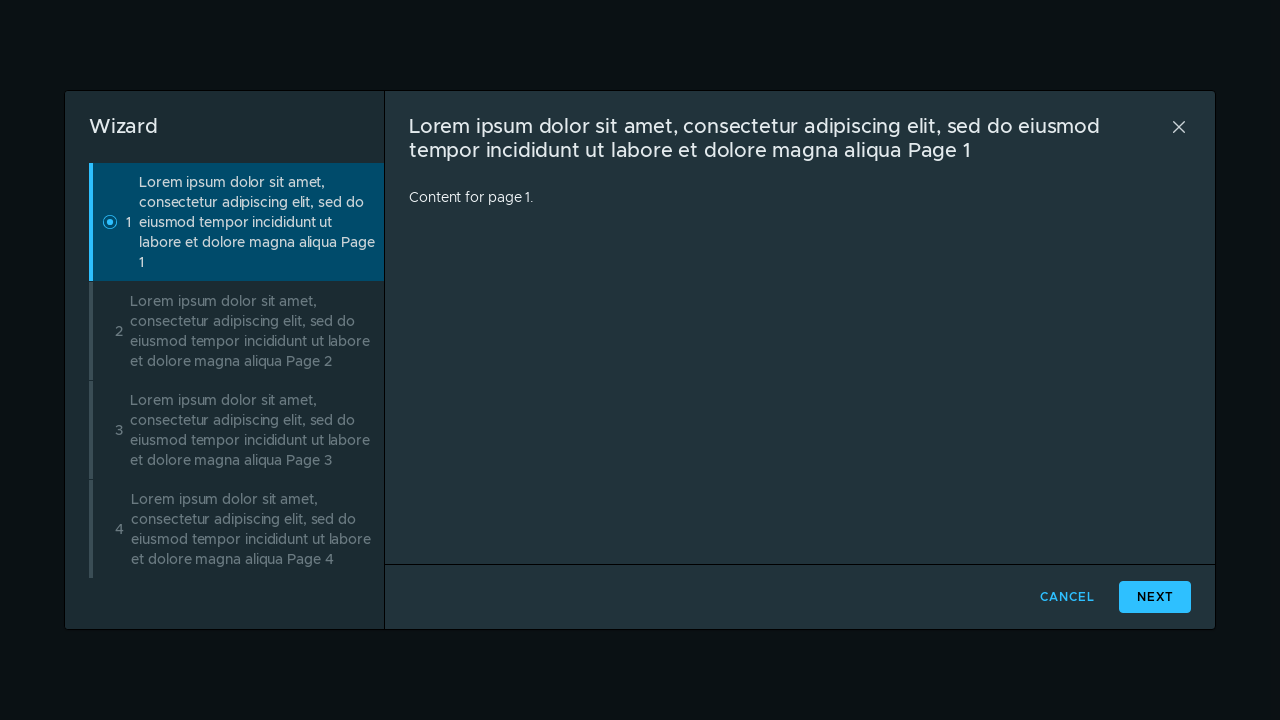 Wizard
1
Lorem ipsum dolor sit amet,
consectetur adipiscing elit, sed do
eiusmod tempor incididunt ut
labore et dolore magna aliqua Page
1
2
Lorem ipsum dolor sit amet,
consectetur adipiscing elit, sed do
eiusmod tempor incididunt ut labore
et dolore magna aliqua Page 2
3
Lorem ipsum dolor sit amet,
consectetur adipiscing elit, sed do
eiusmod tempor incididunt ut labore
et dolore magna aliqua Page 3
4
Lorem ipsum dolor sit amet,
consectetur adipiscing elit, sed do
eiusmod tempor incididunt ut labore
et dolore magna aliqua Page 4
Lorem ipsum dolor sit amet, consectetur adipiscing elit, sed do eiusmod
tempor incididunt ut labore et dolore magna aliqua Page 1
Content for page 1.
CANCEL
NEXT